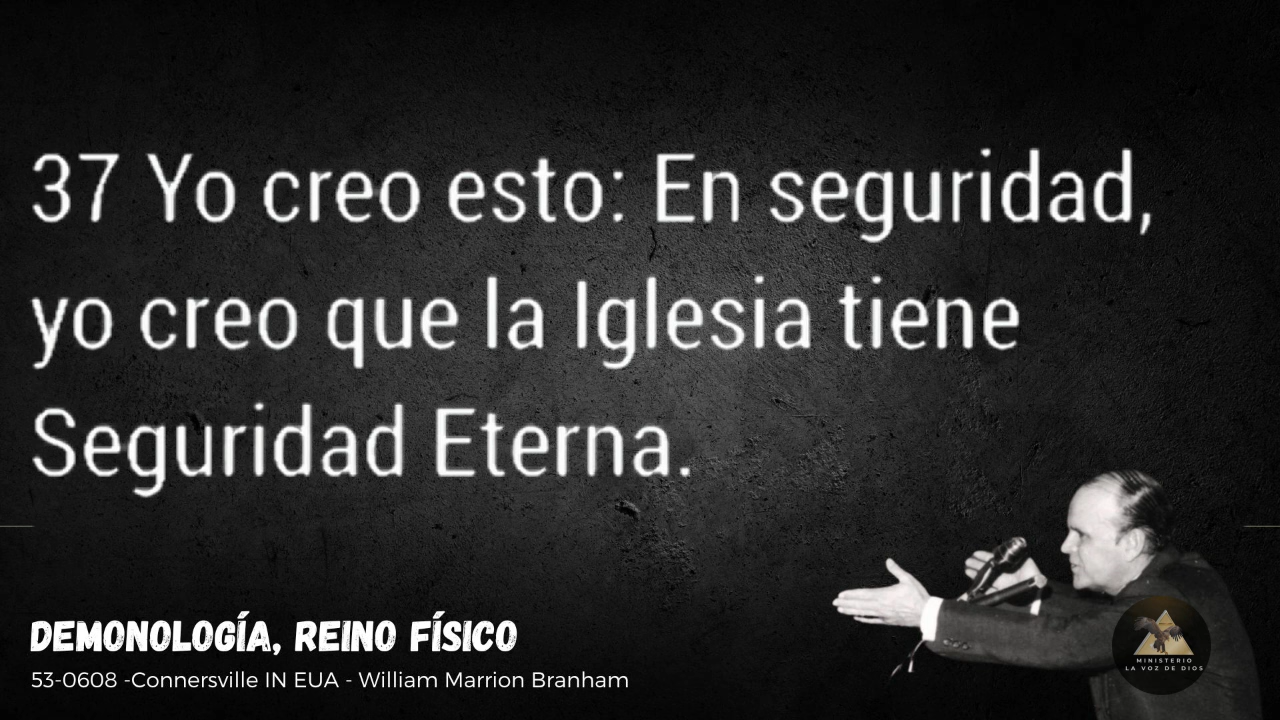 37 Yo creo esto: En seguridad,
yo creo que la Iglesia tiene
Seguridad Eterna.
DEMONOLOGÍA, REINO FÍSICO
53-0608 -Connersville IN EUA - William Marrion Branham
MINISTERIO
LA VOZ DE DIOS